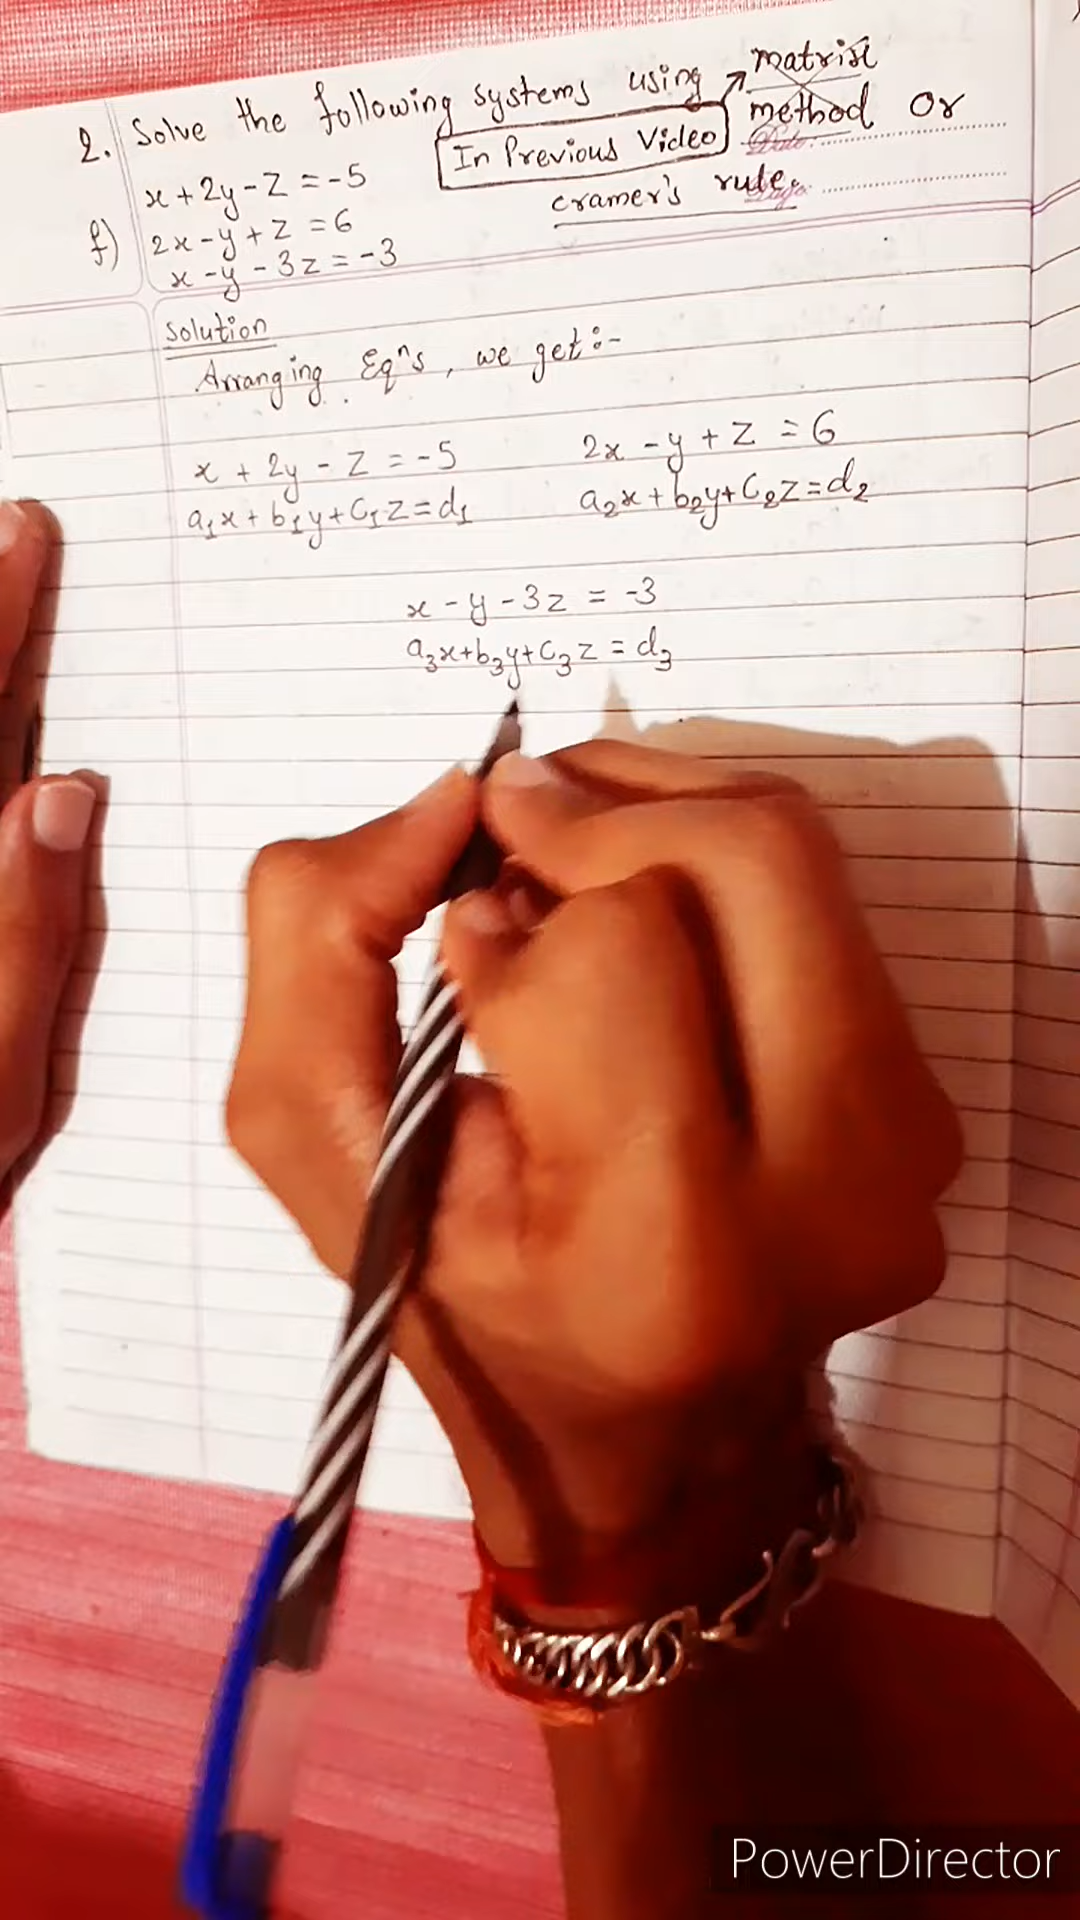 2. Solve the following systems using → matrix
method or
In Previous Video
cramer's rule.
x + 2y - z = -5
f) 2x - y + z = 6
x - y - 3z = -3
Solution
Arranging Eqⁿs, we get:-
x + 2y - z = -5
2x - y + z = 6
a₁x + b₁y + c₁z = d₁
a₂x + b₂y + c₂z = d₂
x - y - 3z = -3
a₃x + b₃y + c₃z = d₃
PowerDirector